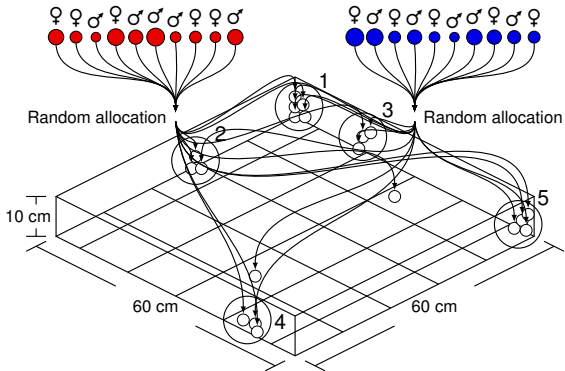 ♀ ♀ ♂ ♀ ♂ ♂ ♂ ♀ ♀ ♂
♀ ♂ ♀ ♂ ♀ ♂ ♂ ♀ ♂ ♀
Random allocation
Random allocation
1
2
3
4
5
10 cm
60 cm
60 cm